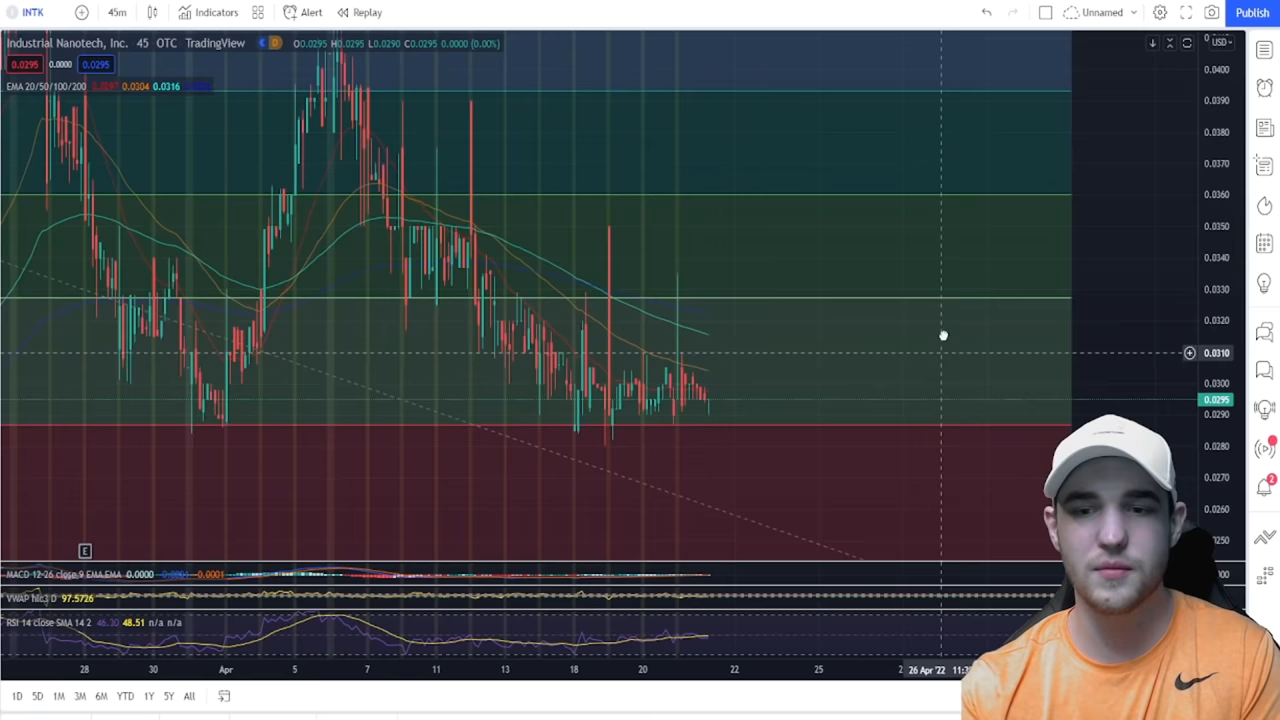 INTK 45m Indicators Alert Replay Unnamed Publish
Industrial Nanotech, Inc. 45 OTC TradingView D O0.0295 H0.0295 L0.0290 C0.0295 0.0000 (0.00%) USD
0.0295 0.0000 0.0295
EMA 20/50/100/200 0.0304 0.0316
0.0400
0.0390
0.0380
0.0370
0.0360
0.0350
0.0340
0.0330
0.0320
0.0310
0.0300
0.0295
0.0290
0.0280
0.0270
0.0260
E
MACD 12 26 close 9 EMA EMA 0.0000 -0.0001
VWAP hlc3 D 97.5726
RSI 14 close SMA 14 2 46.30 48.51 n/a n/a
28 30 Apr 5 7 11 13 18 20 22 25 26 Apr '22
1D 5D 1M 3M 6M YTD 1Y 5Y All
2